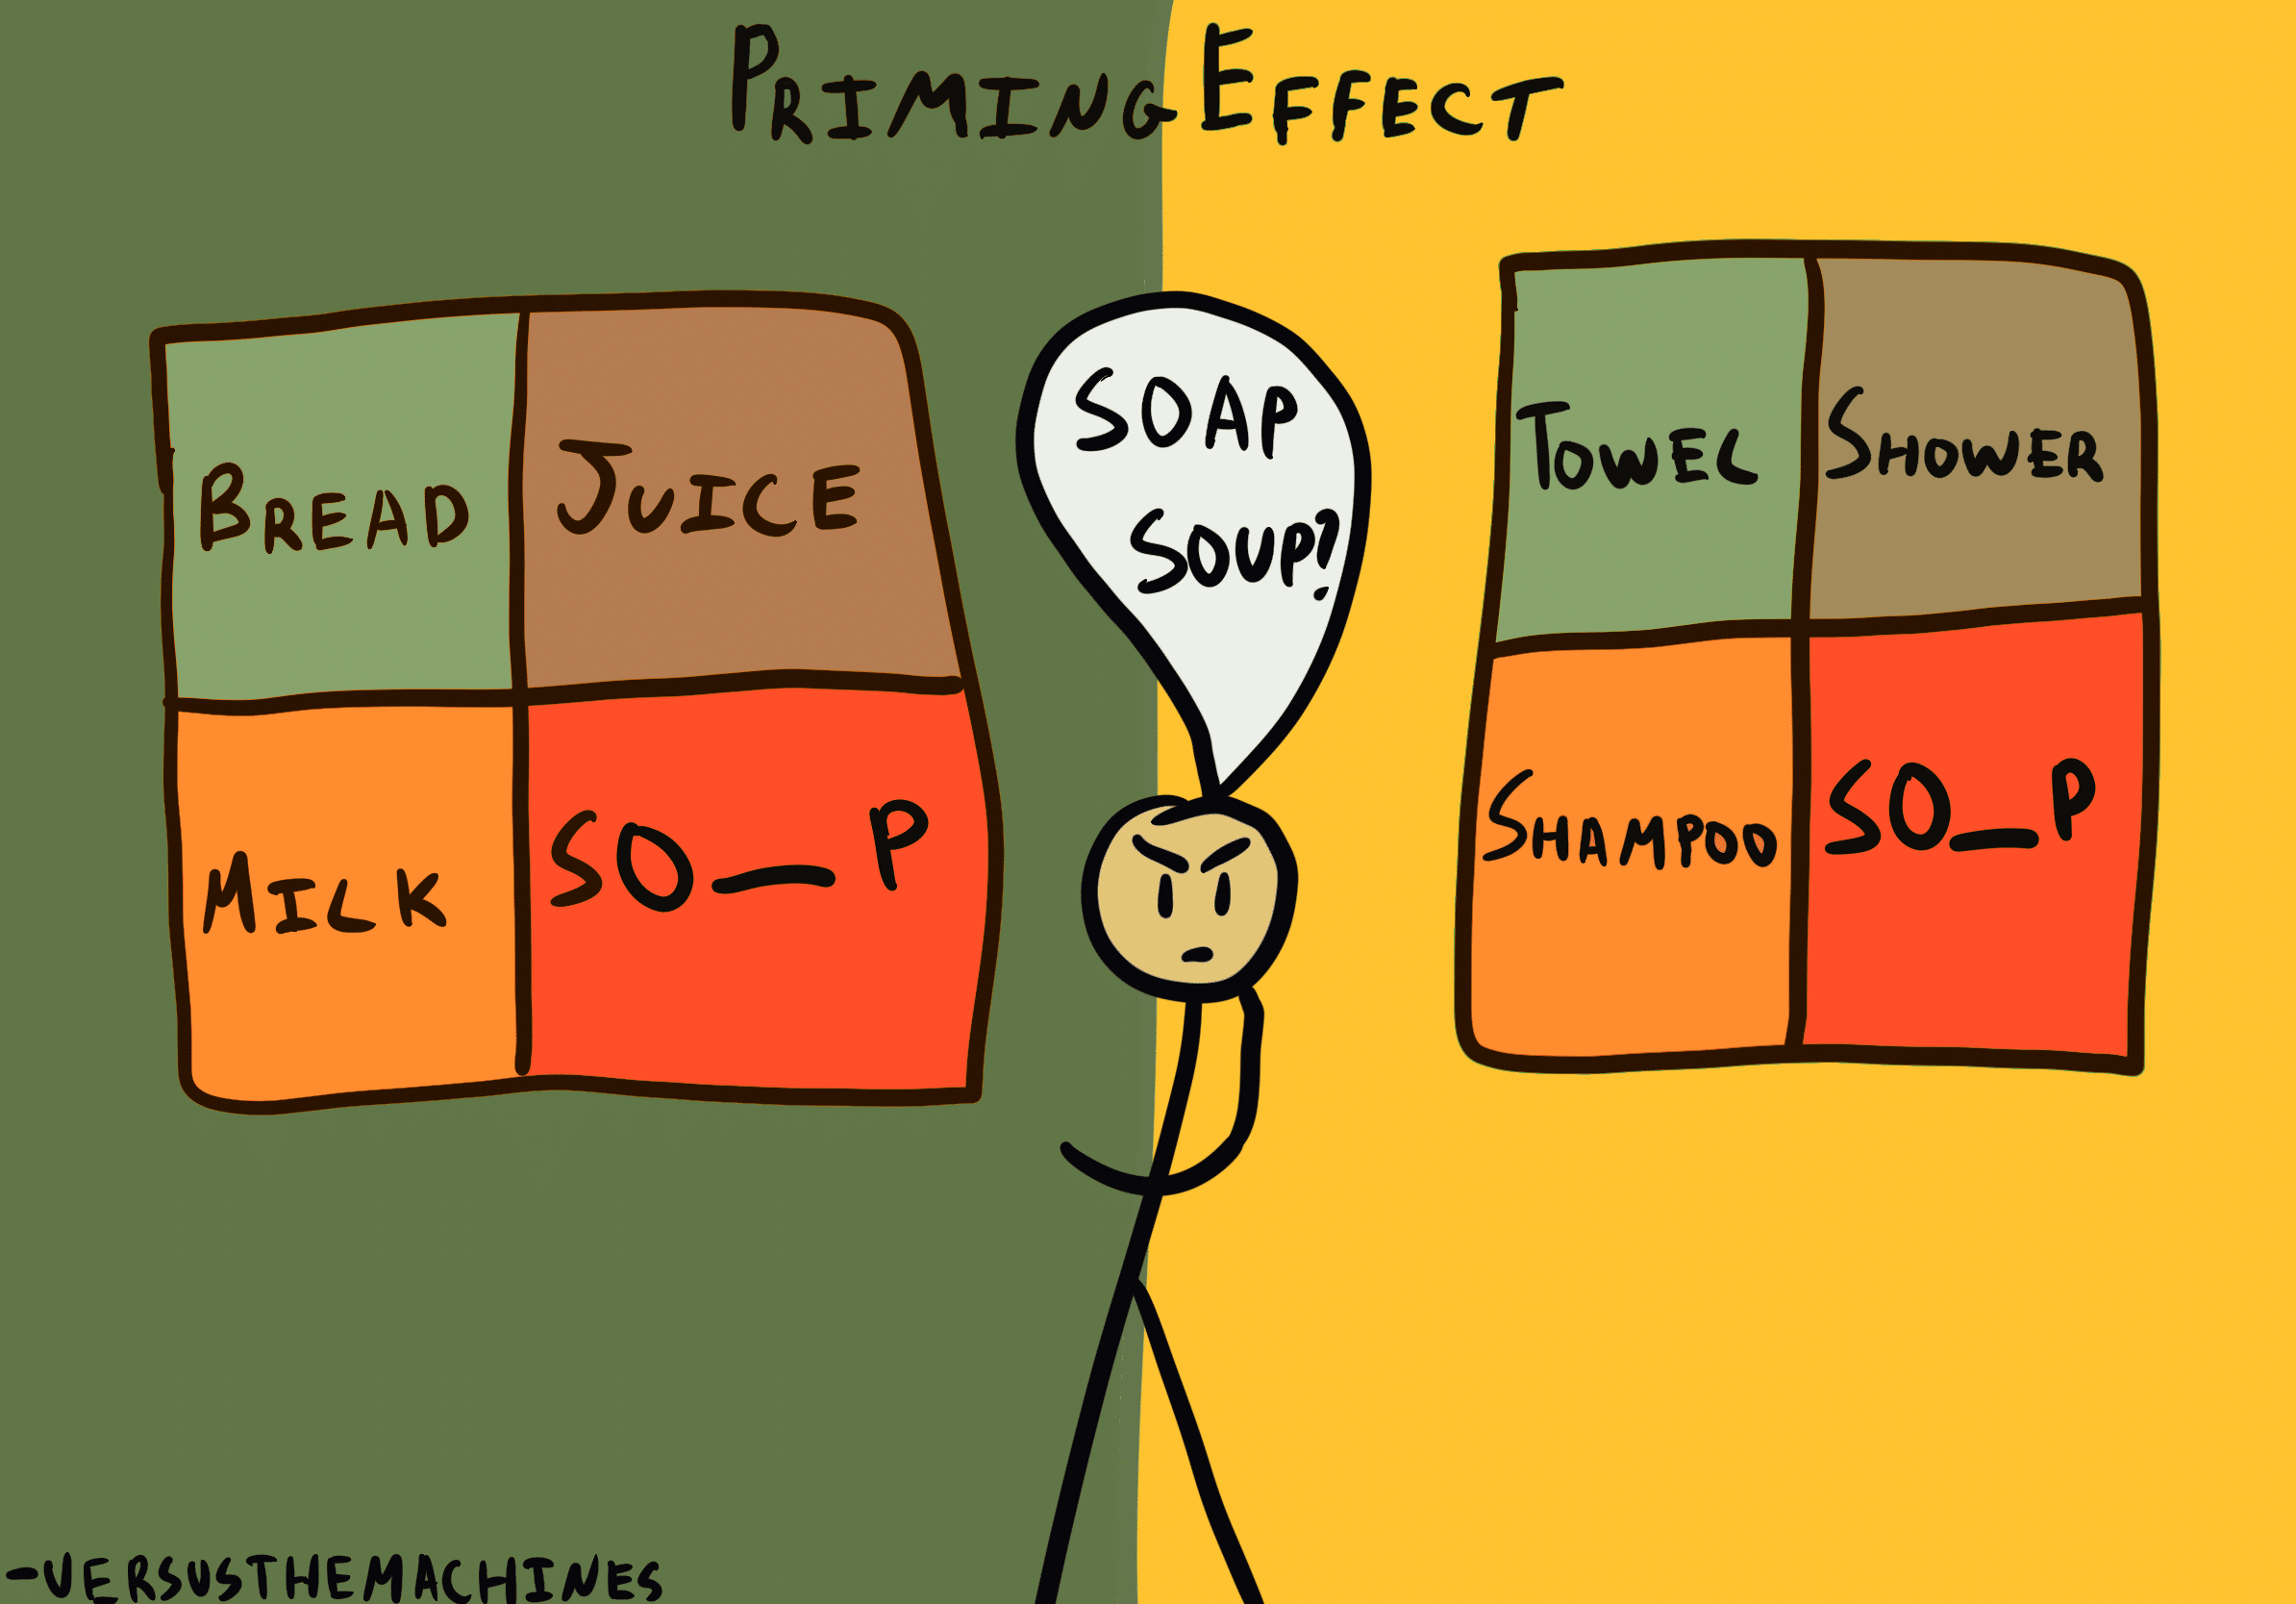 PRIMING EFFECT
BREAD
JUICE
MILK
SO_P
SOAP
SOUP?
TOWEL
SHOWER
SHAMPOO
SO_P
-VERSUSTHEMACHINES